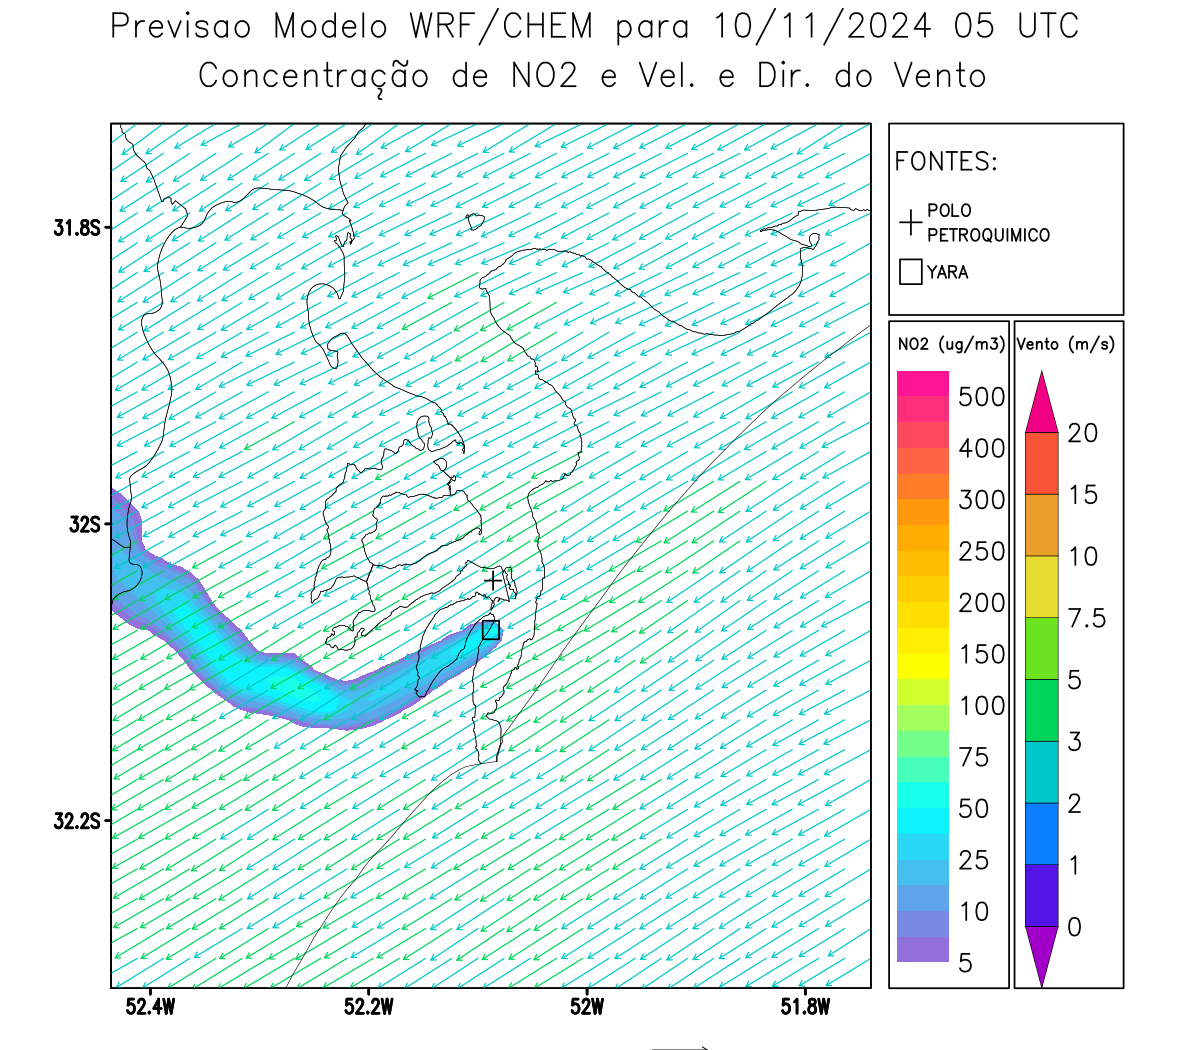 Previsao Modelo WRF/CHEM para 10/11/2024 05 UTC
Concentração de NO2 e Vel. e Dir. do Vento
FONTES:
POLO
PETROQUIMICO
YARA
31.8S
32S
32.2S
52.4W
52.2W
52W
51.8W
NO2 (ug/m3)
500
400
300
250
200
150
100
75
50
25
10
5
Vento (m/s)
20
15
10
7.5
5
3
2
1
0